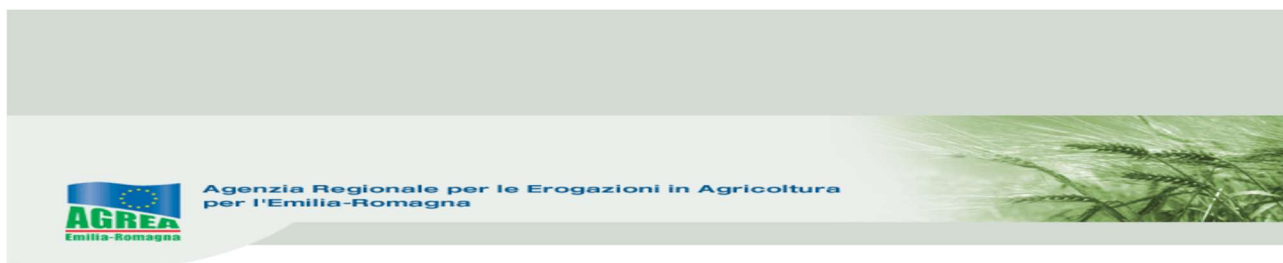 Agenzia Regionale per le Erogazioni in Agricoltura
per l'Emilia-Romagna
AGREA
Emilia-Romagna